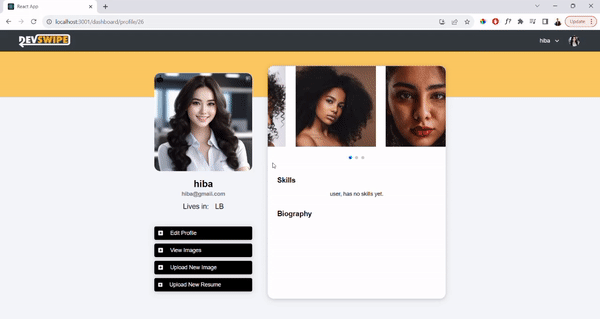 React App
localhost:3001/dashboard/profile/26
Update
DEVSWIPE
hiba
hiba
hiba@gmail.com
Lives in: LB
Edit Profile
View Images
Upload New Image
Upload New Resume
Skills
user, has no skills yet.
Biography